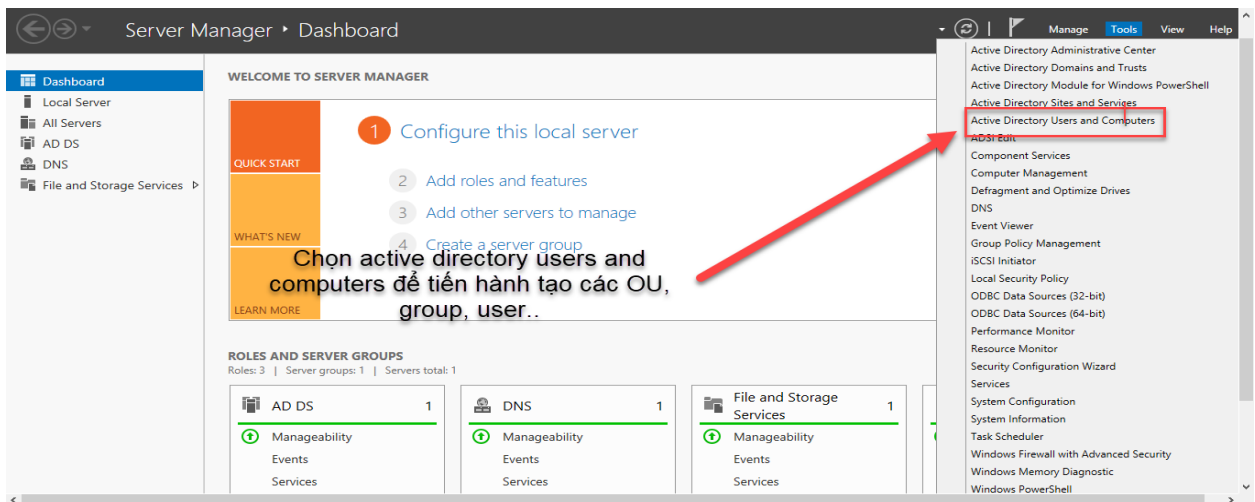 Server Manager ‣ Dashboard
Manage Tools View Help
Dashboard
Local Server
All Servers
AD DS
DNS
File and Storage Services
WELCOME TO SERVER MANAGER
QUICK START
WHAT'S NEW
LEARN MORE
1 Configure this local server
2 Add roles and features
3 Add other servers to manage
4 Create a server group
Chọn active directory users and
computers để tiến hành tạo các OU,
group, user..
ROLES AND SERVER GROUPS
Roles: 3 | Server groups: 1 | Servers total: 1
AD DS 1
Manageability
Events
Services
DNS 1
Manageability
Events
Services
File and Storage
Services 1
Manageability
Events
Services
Active Directory Administrative Center
Active Directory Domains and Trusts
Active Directory Module for Windows PowerShell
Active Directory Sites and Services
Active Directory Users and Computers
ADSI Edit
Component Services
Computer Management
Defragment and Optimize Drives
DNS
Event Viewer
Group Policy Management
iSCSI Initiator
Local Security Policy
ODBC Data Sources (32-bit)
ODBC Data Sources (64-bit)
Performance Monitor
Resource Monitor
Security Configuration Wizard
Services
System Configuration
System Information
Task Scheduler
Windows Firewall with Advanced Security
Windows Memory Diagnostic
Windows PowerShell